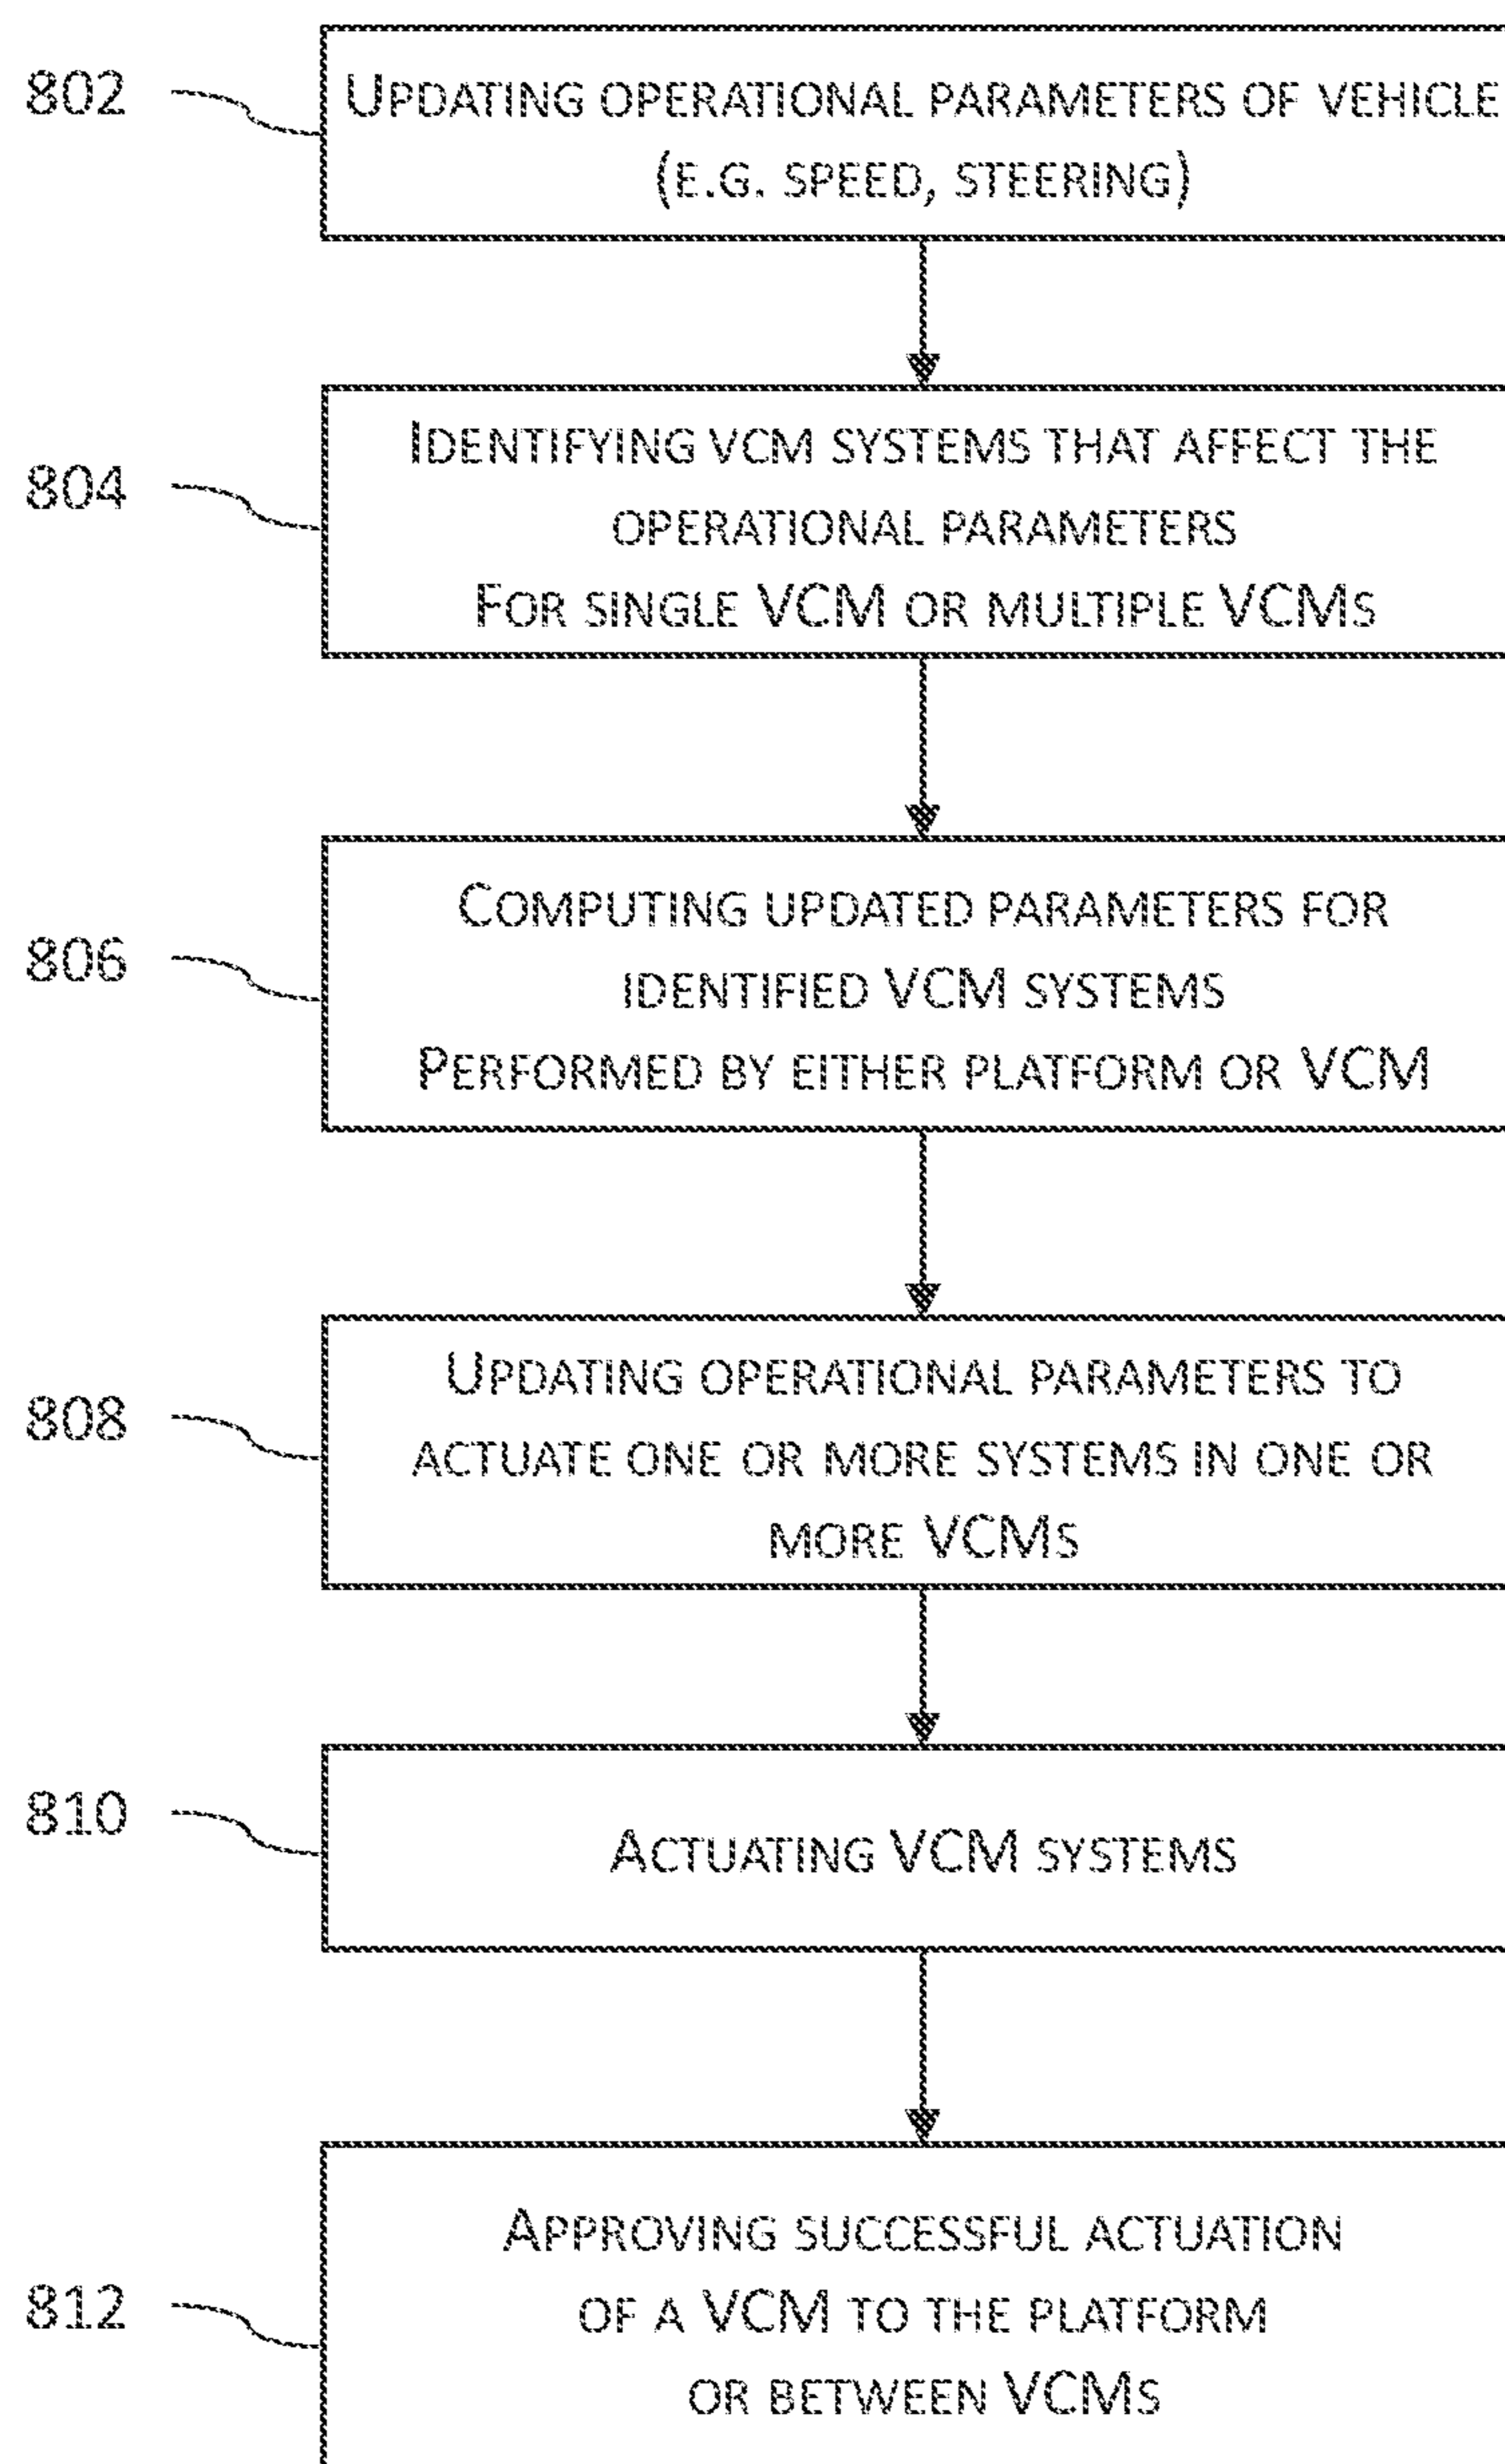 802
UPDATING OPERATIONAL PARAMETERS OF VEHICLE
(E.G. SPEED, STEERING)
804
IDENTIFYING VCM SYSTEMS THAT AFFECT THE
OPERATIONAL PARAMETERS
FOR SINGLE VCM OR MULTIPLE VCMS
806
COMPUTING UPDATED PARAMETERS FOR
IDENTIFIED VCM SYSTEMS
PERFORMED BY EITHER PLATFORM OR VCM
808
UPDATING OPERATIONAL PARAMETERS TO
ACTUATE ONE OR MORE SYSTEMS IN ONE OR
MORE VCMS
810
ACTUATING VCM SYSTEMS
812
APPROVING SUCCESSFUL ACTUATION
OF A VCM TO THE PLATFORM
OR BETWEEN VCMS